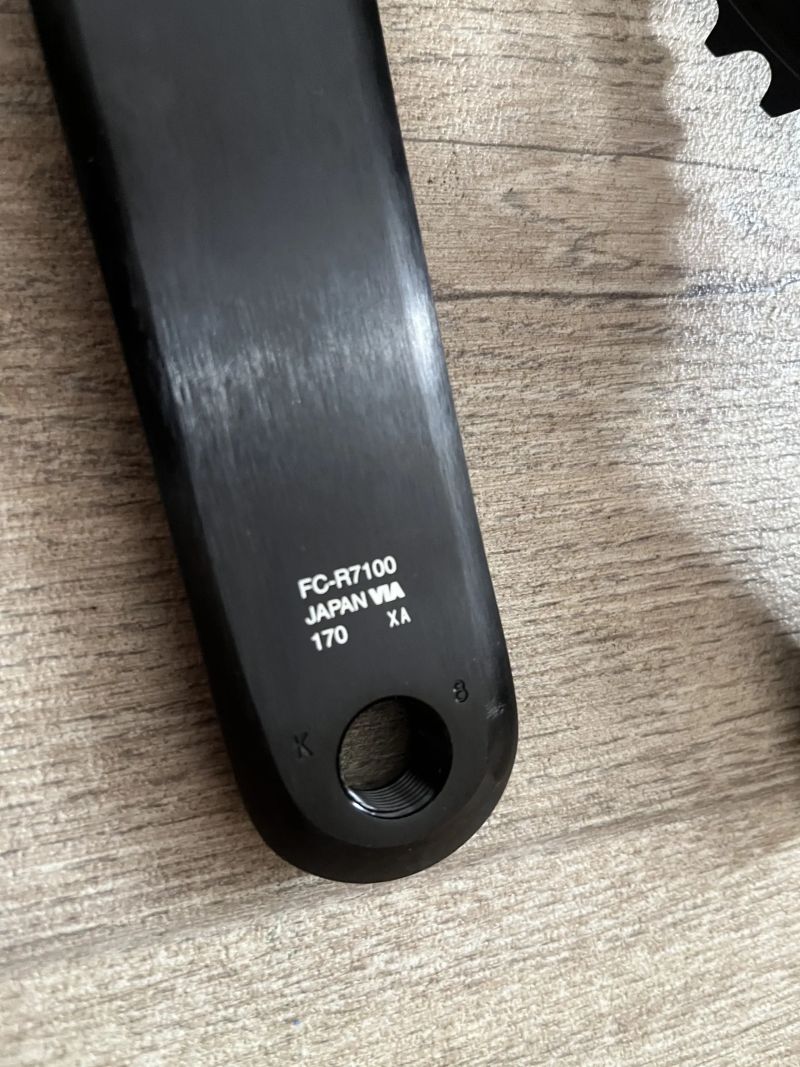 FC-R7100
JAPAN VIA
170 XA
8
K